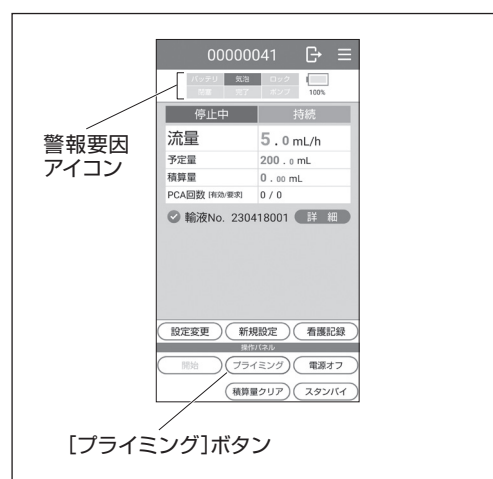 00000041
バッテリ 気泡 ロック
閉塞 完了 ポンプ 100%
停止中 持続
流量 5.0 mL/h
予定量 200.0 mL
積算量 0.00 mL
PCA回数 [有効/要求] 0 / 0
輸液No. 230418001 詳 細
設定変更 新規設定 看護記録
操作パネル
開始 プライミング 電源オフ
積算量クリア スタンバイ
警報要因
アイコン
[プライミング]ボタン